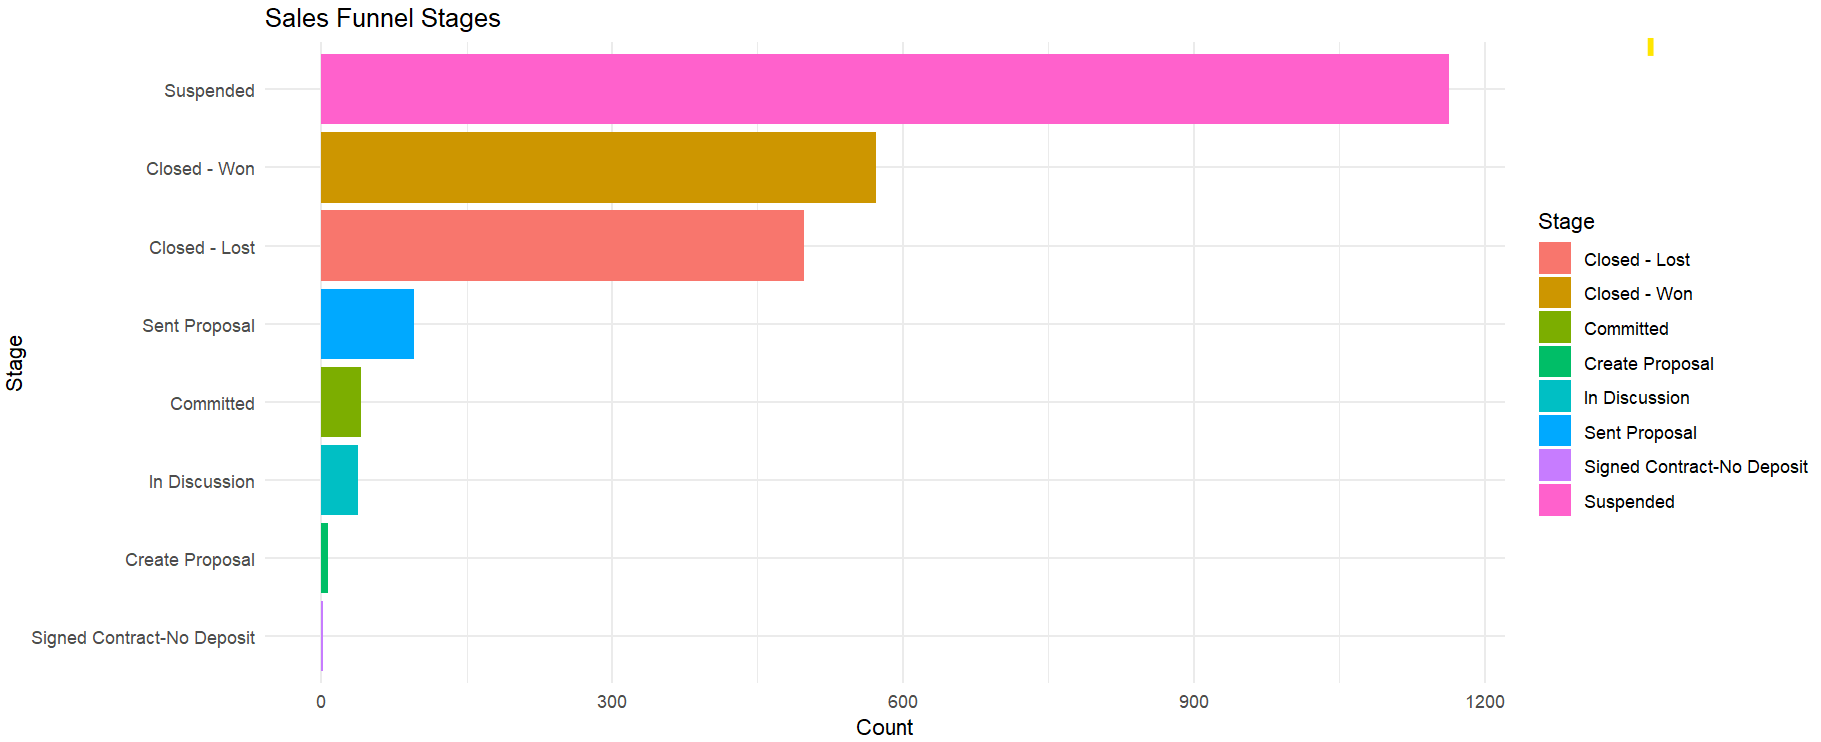 Sales Funnel Stages
Stage
Suspended
Closed - Won
Closed - Lost
Sent Proposal
Committed
In Discussion
Create Proposal
Signed Contract-No Deposit
0 300 600 900 1200
Count
Stage
Closed - Lost
Closed - Won
Committed
Create Proposal
In Discussion
Sent Proposal
Signed Contract-No Deposit
Suspended